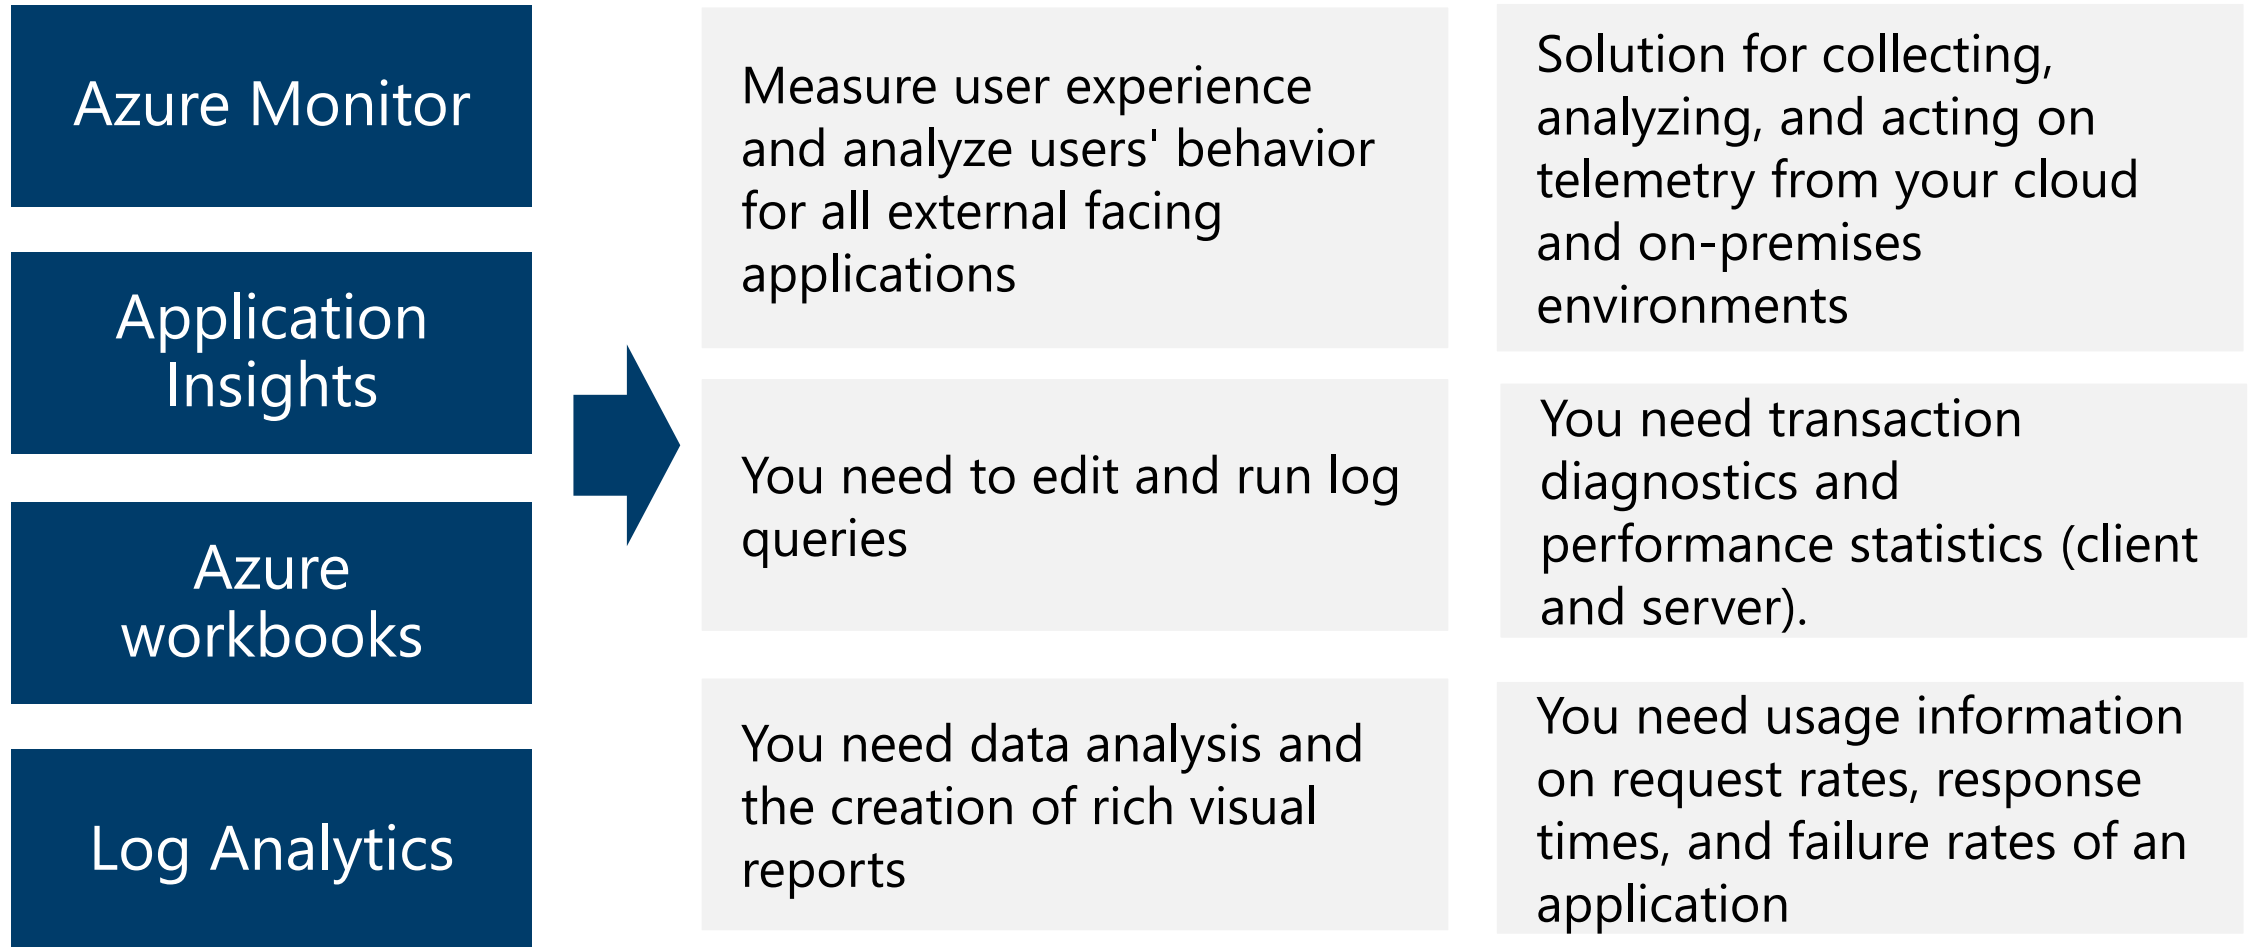 Azure Monitor
Application
Insights
Azure
workbooks
Log Analytics
Measure user experience
and analyze users' behavior
for all external facing
applications
Solution for collecting,
analyzing, and acting on
telemetry from your cloud
and on-premises
environments
You need to edit and run log
queries
You need transaction
diagnostics and
performance statistics (client
and server).
You need data analysis and
the creation of rich visual
reports
You need usage information
on request rates, response
times, and failure rates of an
application